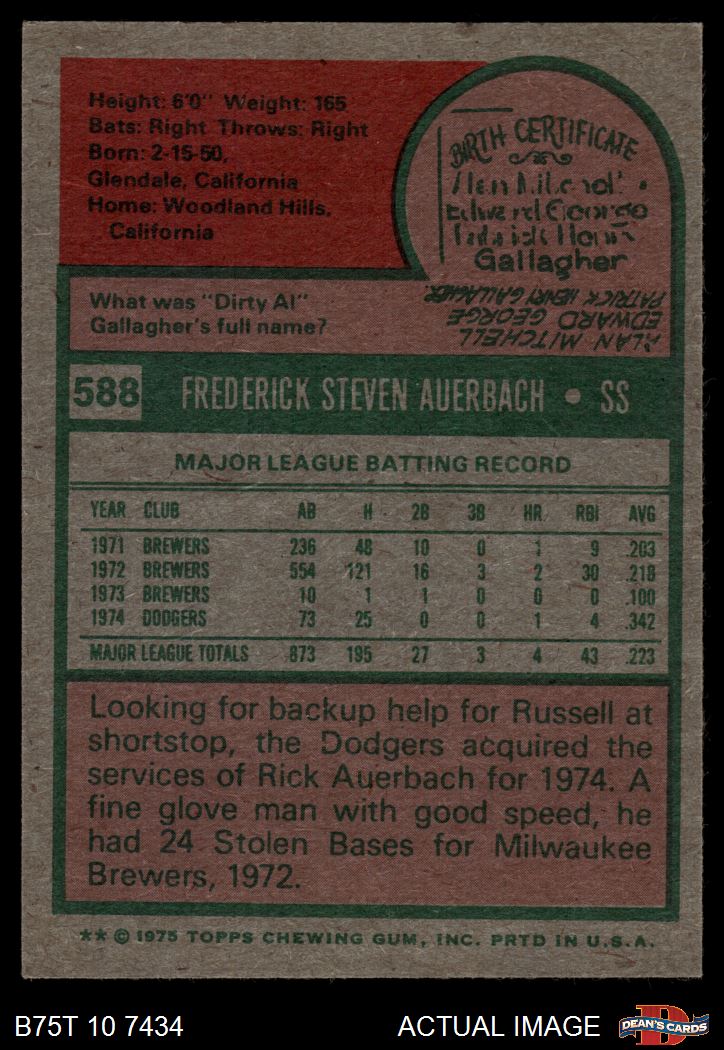 Height: 6'0" Weight: 165
Bats: Right Throws: Right
Born: 2-15-50,
Glendale, California
Home: Woodland Hills,
California
BIRTH CERTIFICATE
Alan Mitchell
Edward George
Patrick Henry
Gallagher
What was "Dirty Al"
Gallagher's full name?
ALAN MITCHELL
EDWARD GEORGE
PATRICK HENRY GALLAGHER.
588 FREDERICK STEVEN AUERBACH • SS
MAJOR LEAGUE BATTING RECORD
YEAR CLUB AB H 2B 3B HR RBI AVG
1971 BREWERS 236 48 10 0 1 9 .203
1972 BREWERS 554 121 16 3 2 30 .218
1973 BREWERS 10 1 1 0 0 0 .100
1974 DODGERS 73 25 0 0 1 4 .342
MAJOR LEAGUE TOTALS 873 195 27 3 4 43 .223
Looking for backup help for Russell at
shortstop, the Dodgers acquired the
services of Rick Auerbach for 1974. A
fine glove man with good speed, he
had 24 Stolen Bases for Milwaukee
Brewers, 1972.
** © 1975 TOPPS CHEWING GUM, INC. PRTD IN U.S.A.
B75T 10 7434
ACTUAL IMAGE
D
DEAN'S CARDS